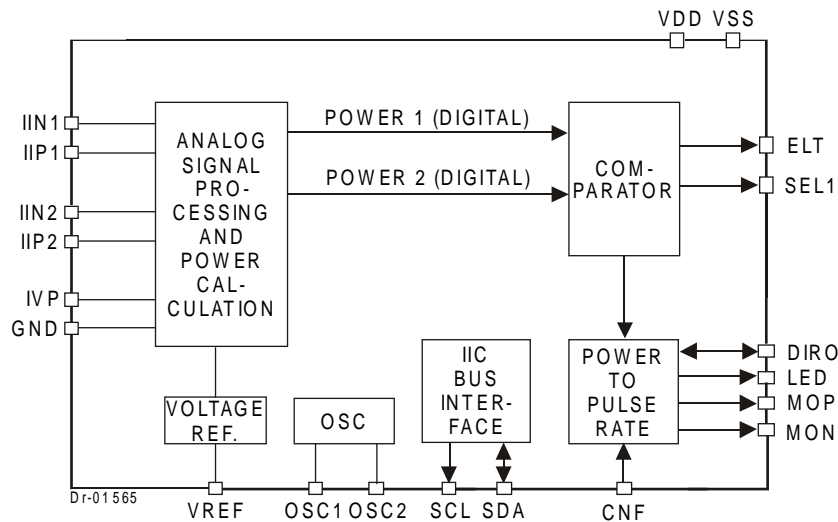 VDD VSS
IIN1
IIP1
IIN2
IIP2
IVP
GND
ANALOG
SIGNAL
PRO-
CESSING
AND
POWER
CAL-
CULATION
POWER 1 (DIGITAL)
POWER 2 (DIGITAL)
COM-
PARATOR
ELT
SEL1
VOLTAGE
REF.
OSC
IIC
BUS
INTER-
FACE
POWER
TO
PULSE
RATE
DIRO
LED
MOP
MON
Dr-01565
VREF
OSC1 OSC2
SCL SDA
CNF